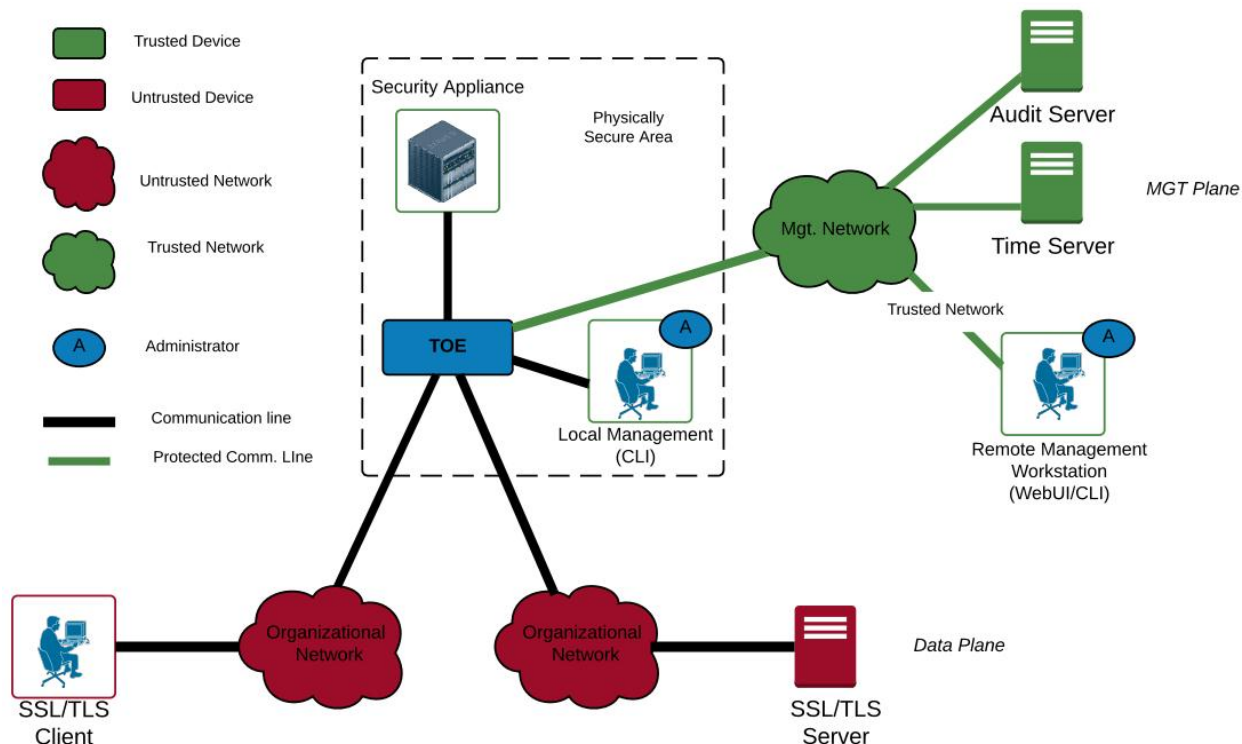 Trusted Device
Untrusted Device
Untrusted Network
Trusted Network
A
Administrator
Communication line
Protected Comm. LIne
Security Appliance
Physically
Secure Area
TOE
A
Local Management
(CLI)
Mgt. Network
Audit Server
MGT Plane
Time Server
Trusted Network
A
Remote Management
Workstation
(WebUI/CLI)
Organizational
Network
Organizational
Network
Data Plane
SSL/TLS
Client
SSL/TLS
Server